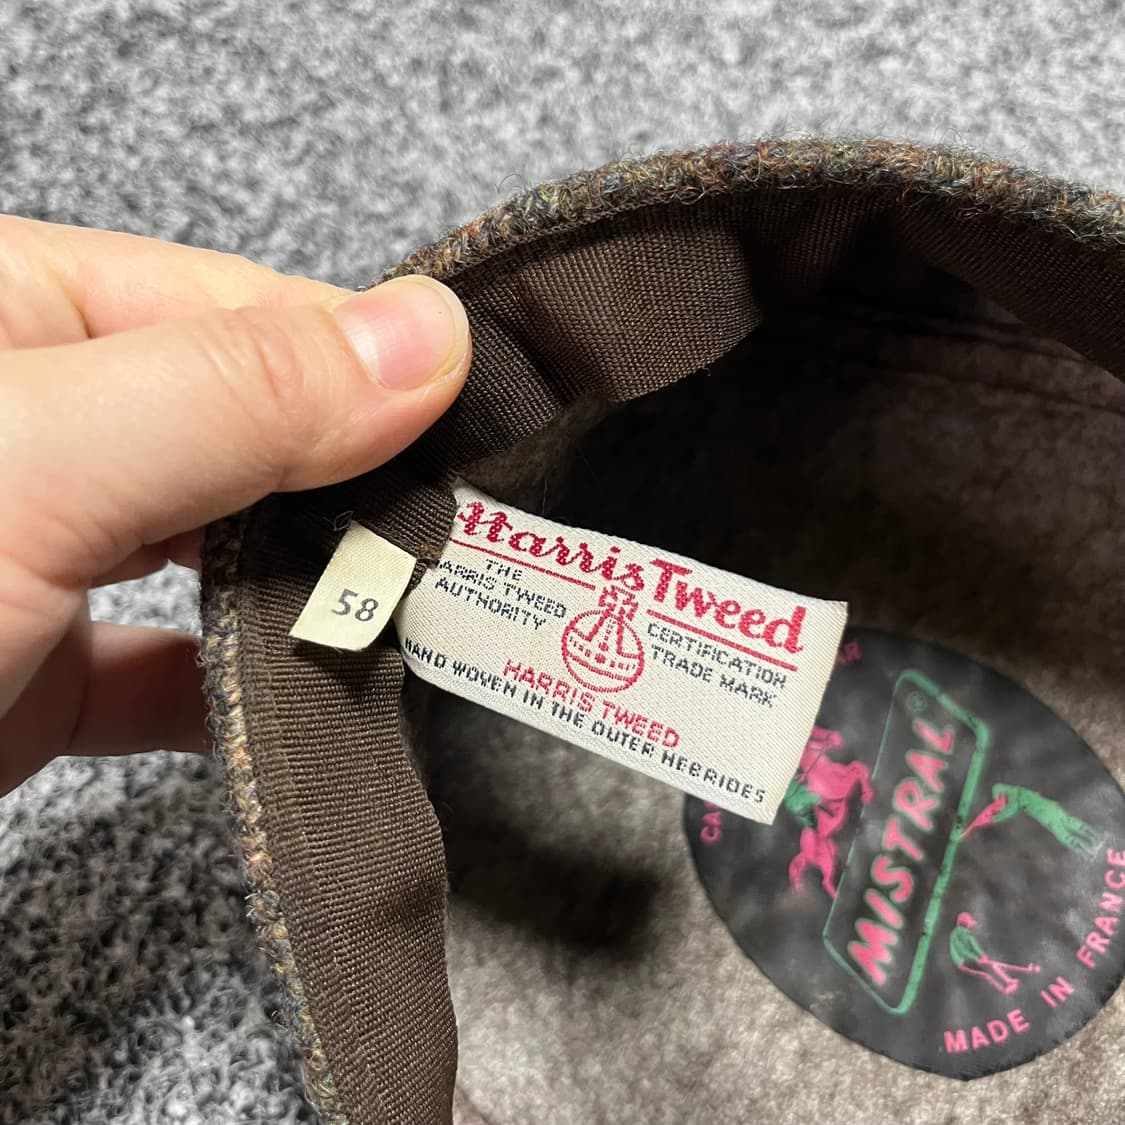 Harris Tweed
THE
HARRIS TWEED
AUTHORITY
CERTIFICATION
TRADE MARK
HARRIS TWEED
HAND WOVEN IN THE OUTER HEBRIDES
58
MISTRAL®
MADE IN FRANCE